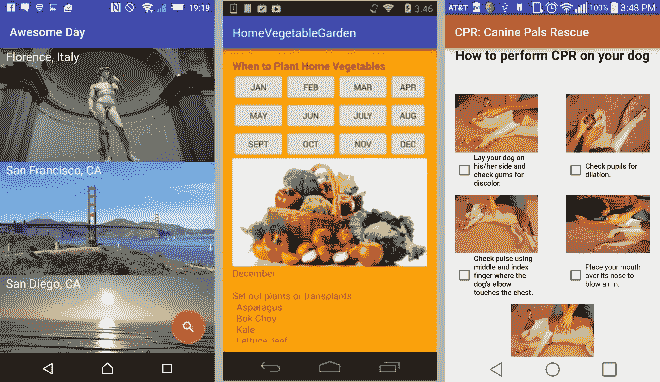 19:19
Awesome Day
Florence, Italy
San Francisco, CA
San Diego, CA
3:46
HomeVegetableGarden
When to Plant Home Vegetables
JAN FEB MAR APR
MAY JUN JULY AUG
SEPT OCT NOV DEC
December
Set out plants or transplants
Asparagus
Bok Choy
Kale
Lettuce, leaf
AT&T 100% 3:48 PM
CPR: Canine Pals Rescue
How to perform CPR on your dog
Lay your dog on
his/her side and
check gums for
discolor.
Check pupils for
dilation.
Check pulse using
middle and index
finger where the
dog's elbow
touches the chest.
Place your mouth
over its nose to
blow air in.